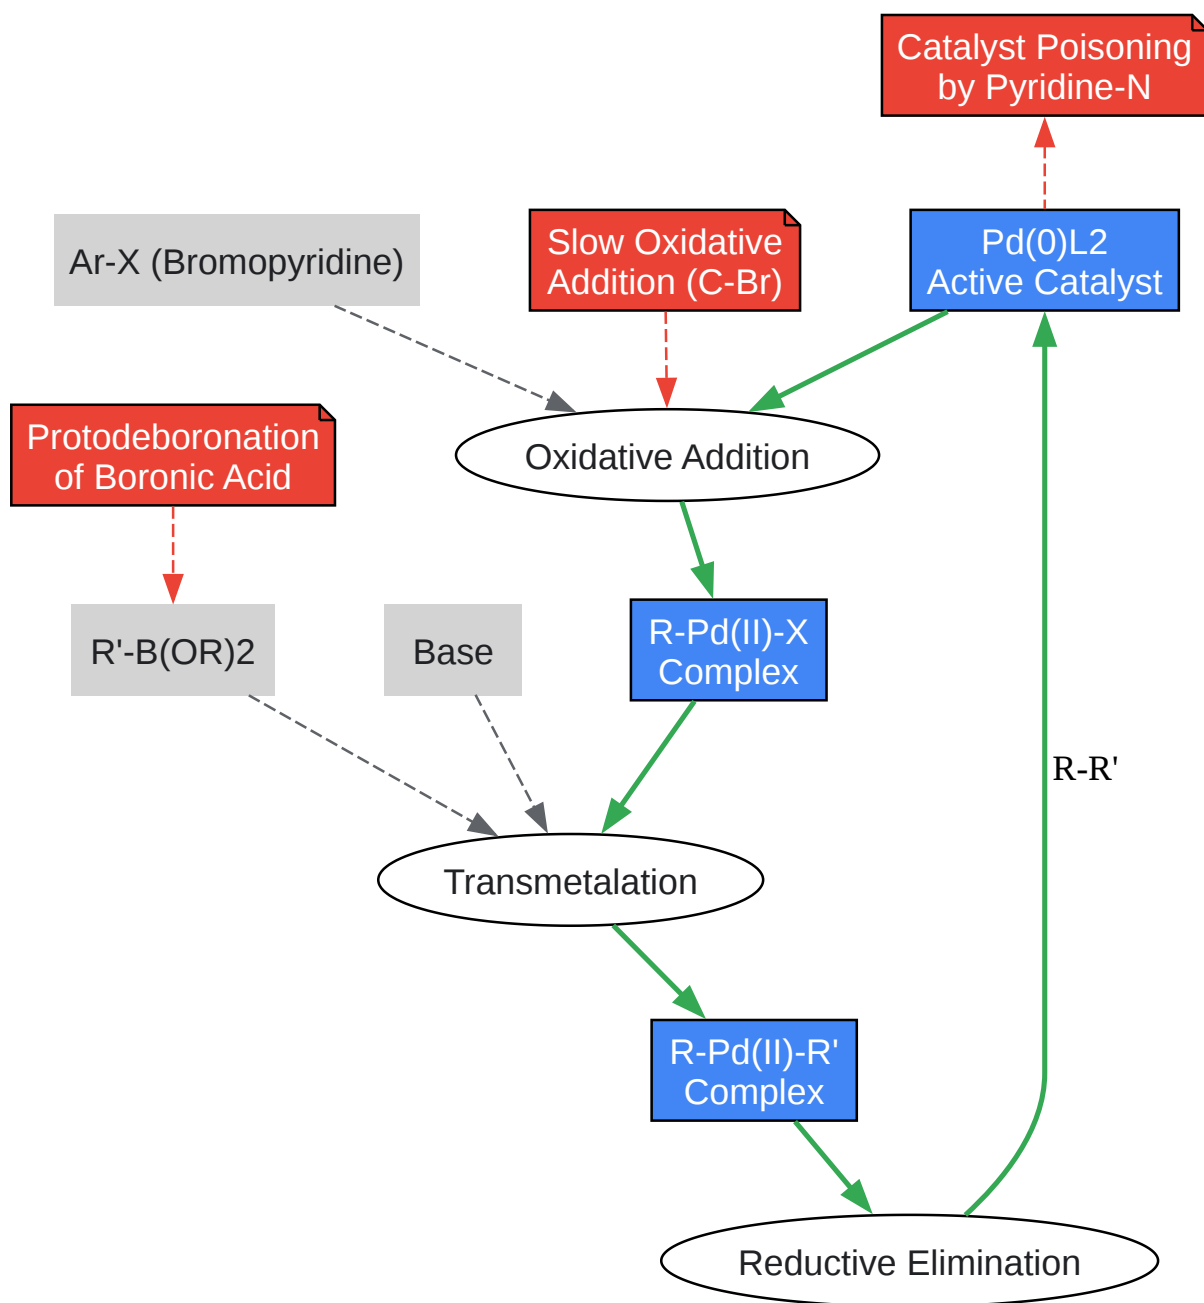 Catalyst Poisoning
by Pyridine-N
Ar-X (Bromopyridine)
Slow Oxidative
Addition (C-Br)
Pd(0)L2
Active Catalyst
Protodeboronation
of Boronic Acid
Oxidative Addition
R'-B(OR)2
Base
R-Pd(II)-X
Complex
R-R'
Transmetalation
R-Pd(II)-R'
Complex
Reductive Elimination